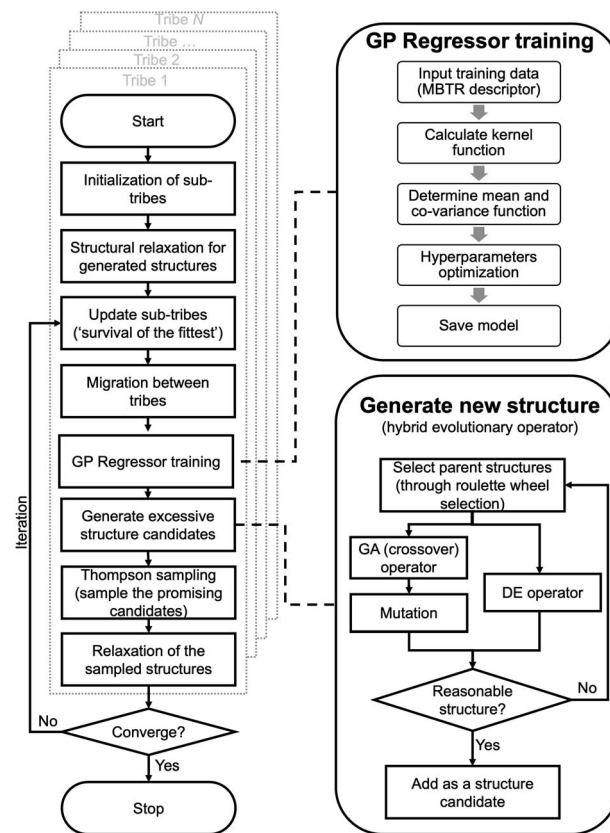 Tribe N
Tribe ...
Tribe 2
Tribe 1
Start
Initialization of sub-
tribes
Structural relaxation for
generated structures
Update sub-tribes
(‘survival of the fittest’)
Migration between
tribes
GP Regressor training
Generate excessive
structure candidates
Thompson sampling
(sample the promising
candidates)
Relaxation of the
sampled structures
Iteration
No
Converge?
Yes
Stop
GP Regressor training
Input training data
(MBTR descriptor)
Calculate kernel
function
Determine mean and
co-variance function
Hyperparameters
optimization
Save model
Generate new structure
(hybrid evolutionary operator)
Select parent structures
(through roulette wheel
selection)
GA (crossover)
operator
Mutation
DE operator
Reasonable
structure?
No
Yes
Add as a structure
candidate